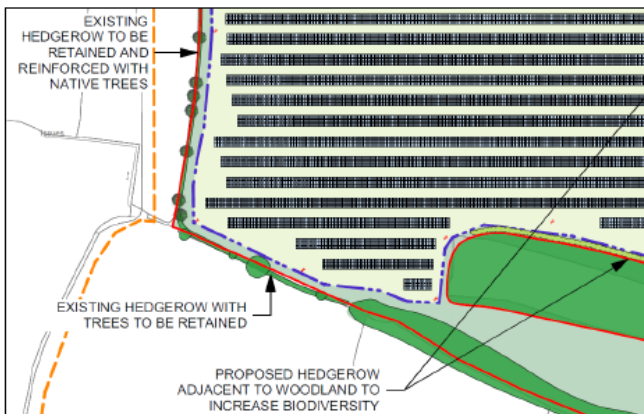 EXISTING
HEDGEROW TO BE
RETAINED AND
REINFORCED WITH
NATIVE TREES
Issues
EXISTING HEDGEROW WITH
TREES TO BE RETAINED
PROPOSED HEDGEROW
ADJACENT TO WOODLAND TO
INCREASE BIODIVERSITY